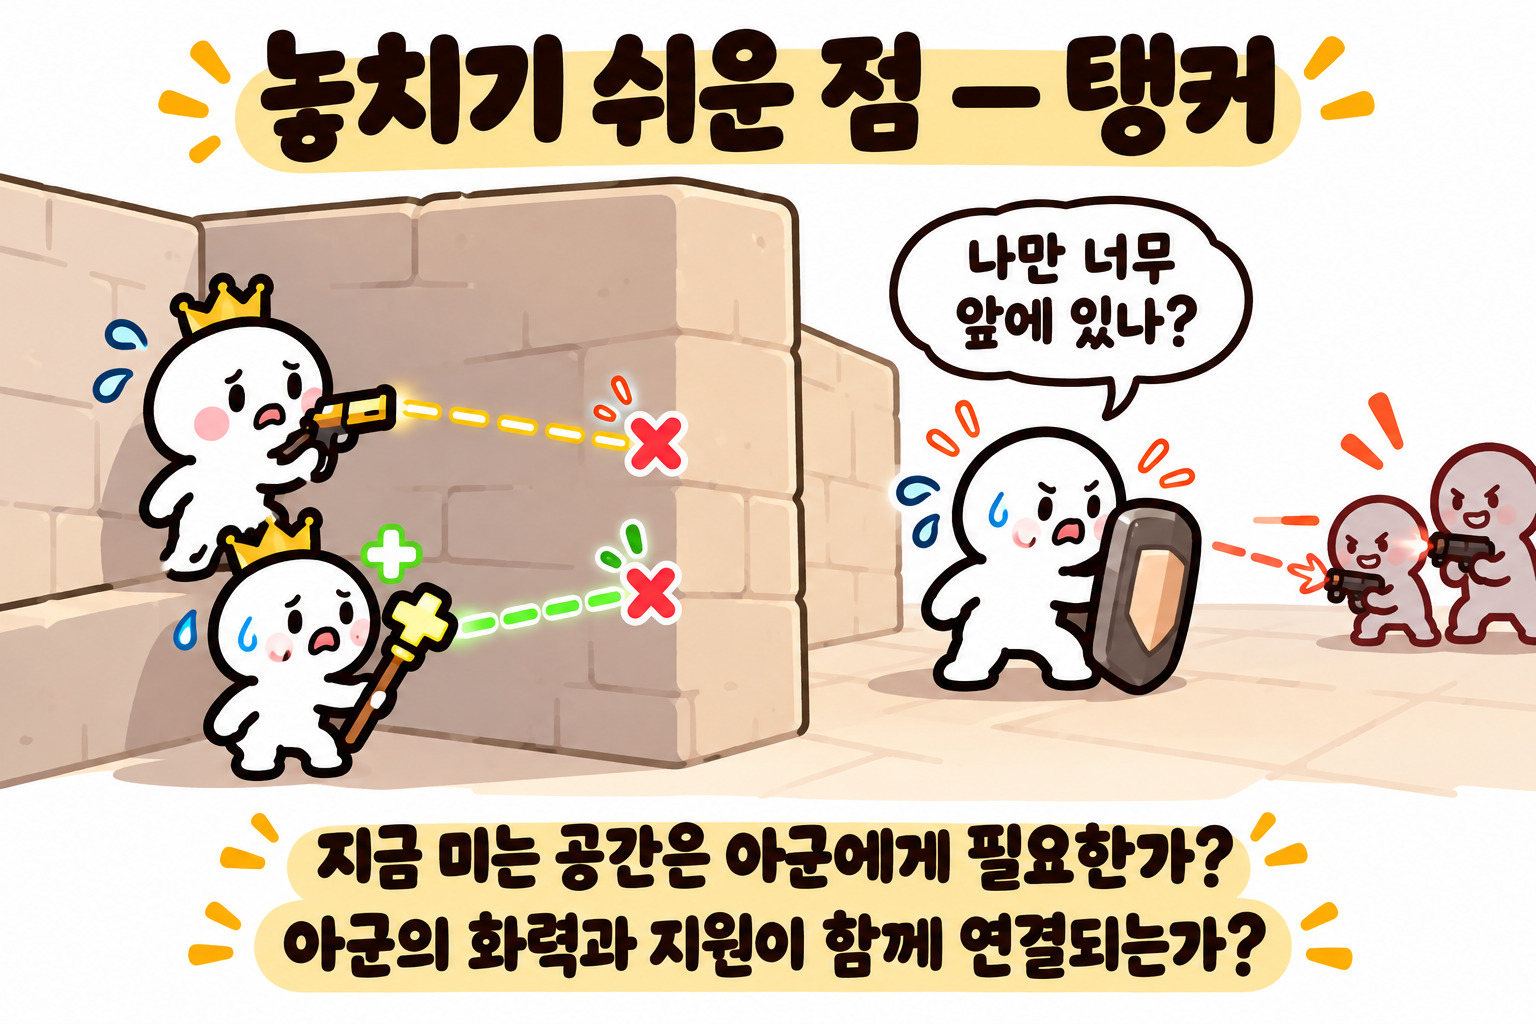 놓치기 쉬운 점 – 탱커
나만 너무
앞에 있나?
지금 미는 공간은 아군에게 필요한가?
아군의 화력과 지원이 함께 연결되는가?